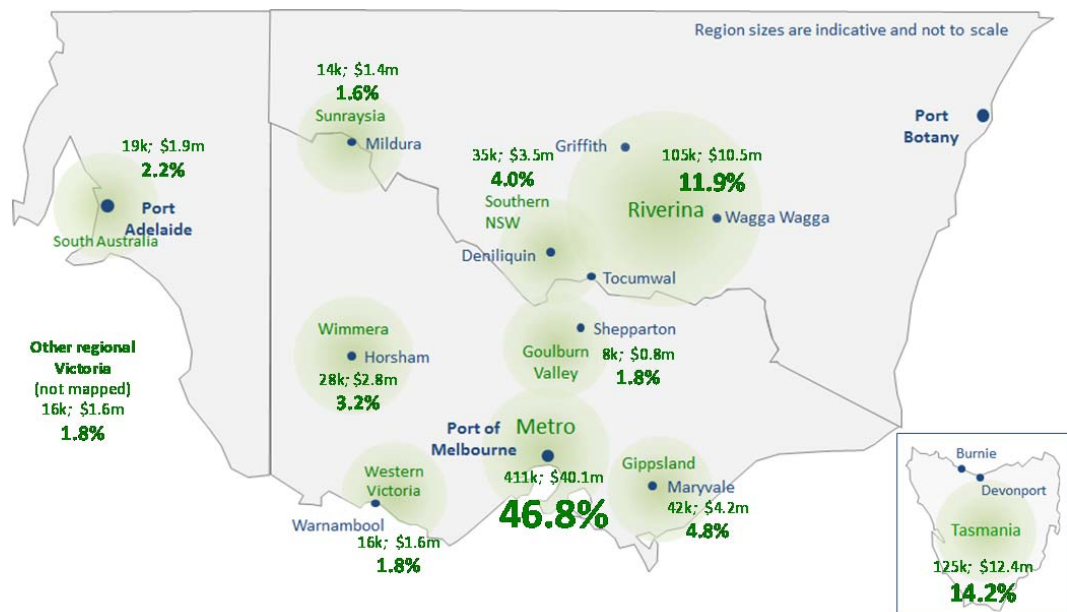 Region sizes are indicative and not to scale
14k; $1.4m
1.6%
Sunraysia
Mildura
Port
Botany
19k; $1.9m
2.2%
Port
Adelaide
South Australia
35k; $3.5m
4.0%
Southern
NSW
Deniliquin
Tocumwal
Griffith
105k; $10.5m
11.9%
Riverina
Wagga Wagga
Other regional
Victoria
(not mapped)
16k; $1.6m
1.8%
Wimmera
Horsham
28k; $2.8m
3.2%
Shepparton
Goulburn
Valley
8k; $0.8m
1.8%
Metro
Port of
Melbourne
411k; $40.1m
46.8%
Western
Victoria
Warnambool
16k; $1.6m
1.8%
Gippsland
Maryvale
42k; $4.2m
4.8%
Burnie
Devonport
Tasmania
125k; $12.4m
14.2%